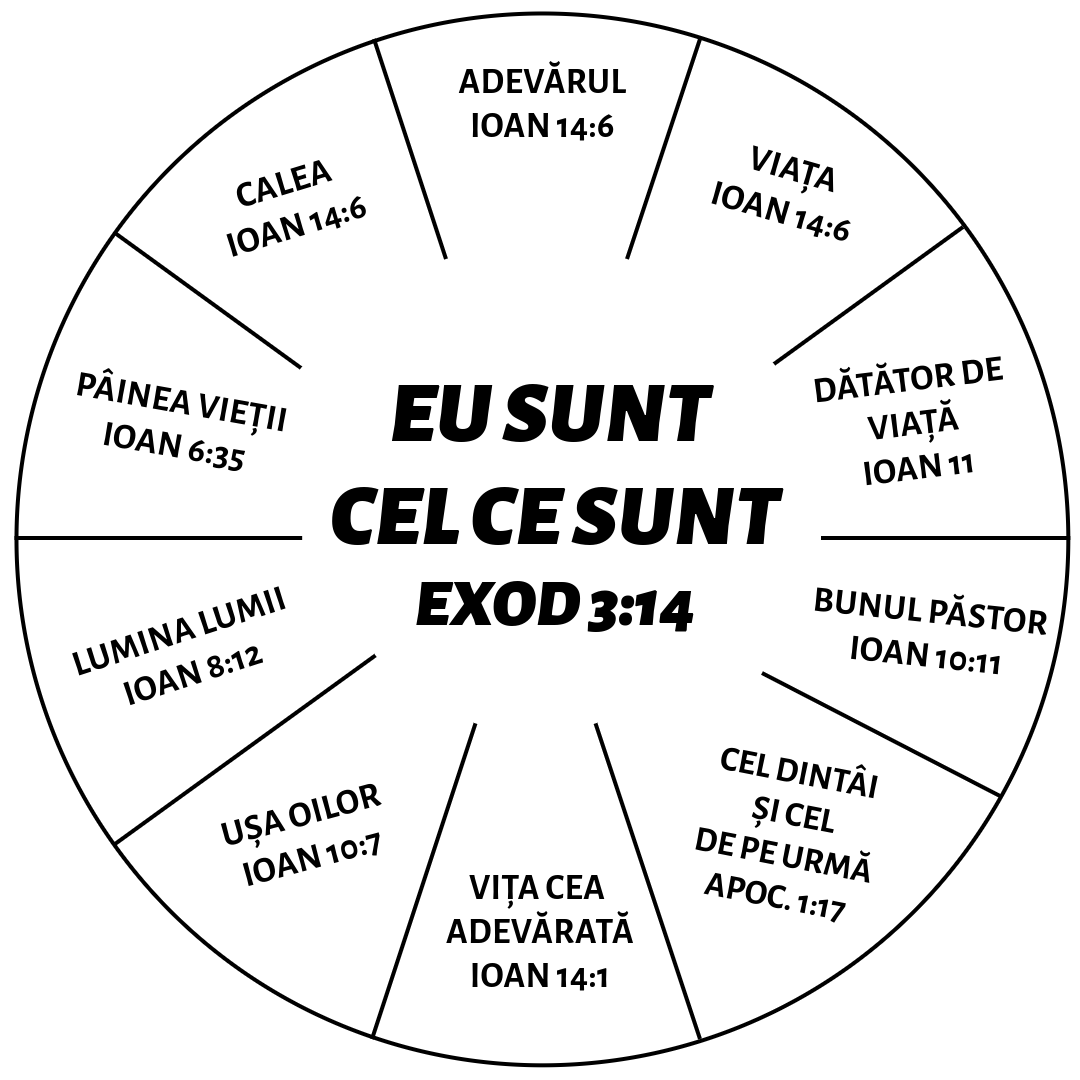 ADEVĂRUL
IOAN 14:6
VIAȚA
IOAN 14:6
DĂTĂTOR DE
VIAȚĂ
IOAN 11
BUNUL PĂSTOR
IOAN 10:11
CEL DINTÂI
ȘI CEL
DE PE URMĂ
APOC. 1:17
VIȚA CEA
ADEVĂRATĂ
IOAN 14:1
UȘA OILOR
IOAN 10:7
LUMINA LUMII
IOAN 8:12
PÂINEA VIEȚII
IOAN 6:35
CALEA
IOAN 14:6
EU SUNT
CEL CE SUNT
EXOD 3:14